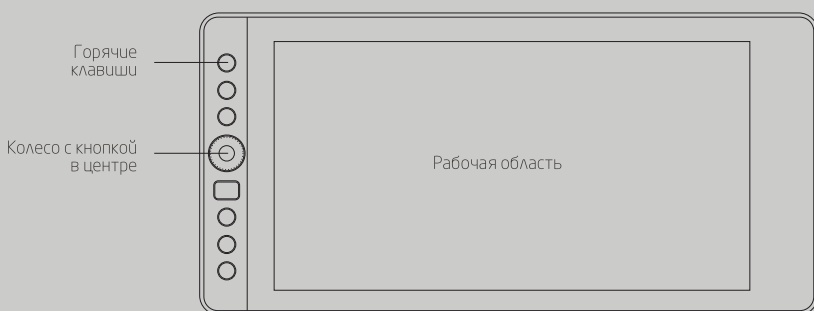 Горячие
клавиши
Колесо с кнопкой
в центре
Рабочая область